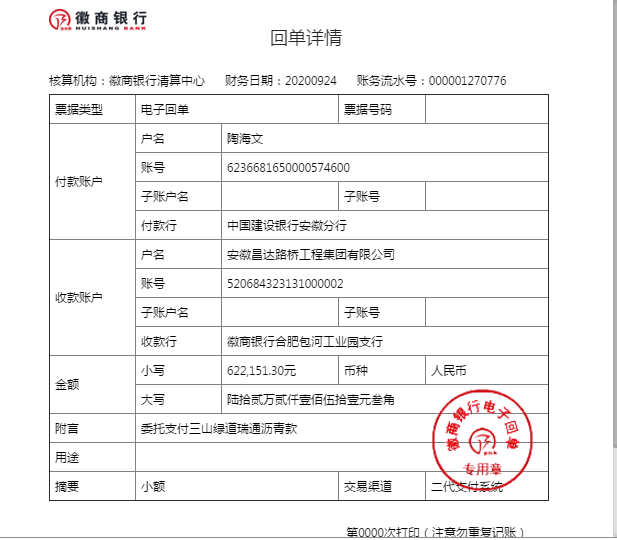 徽商银行
HUISHANG BANK
回单详情
核算机构：徽商银行清算中心 财务日期：20200924 账务流水号：000001270776
票据类型 电子回单 票据号码
付款账户
户名 陶海文
账号 6236681650000574600
子账户名 子账号
付款行 中国建设银行安徽分行
收款账户
户名 安徽昌达路桥工程集团有限公司
账号 520684323131000002
子账户名 子账号
收款行 徽商银行合肥包河工业园支行
金额
小写 622,151.30元 币种 人民币
大写 陆拾贰万贰仟壹佰伍拾壹元叁角
附言 委托支付三山绿道瑞通沥青款
用途
摘要 小额 交易渠道 二代支付系统
徽商银行电子回单
专用章
第0000次打印（注意勿重复记账）